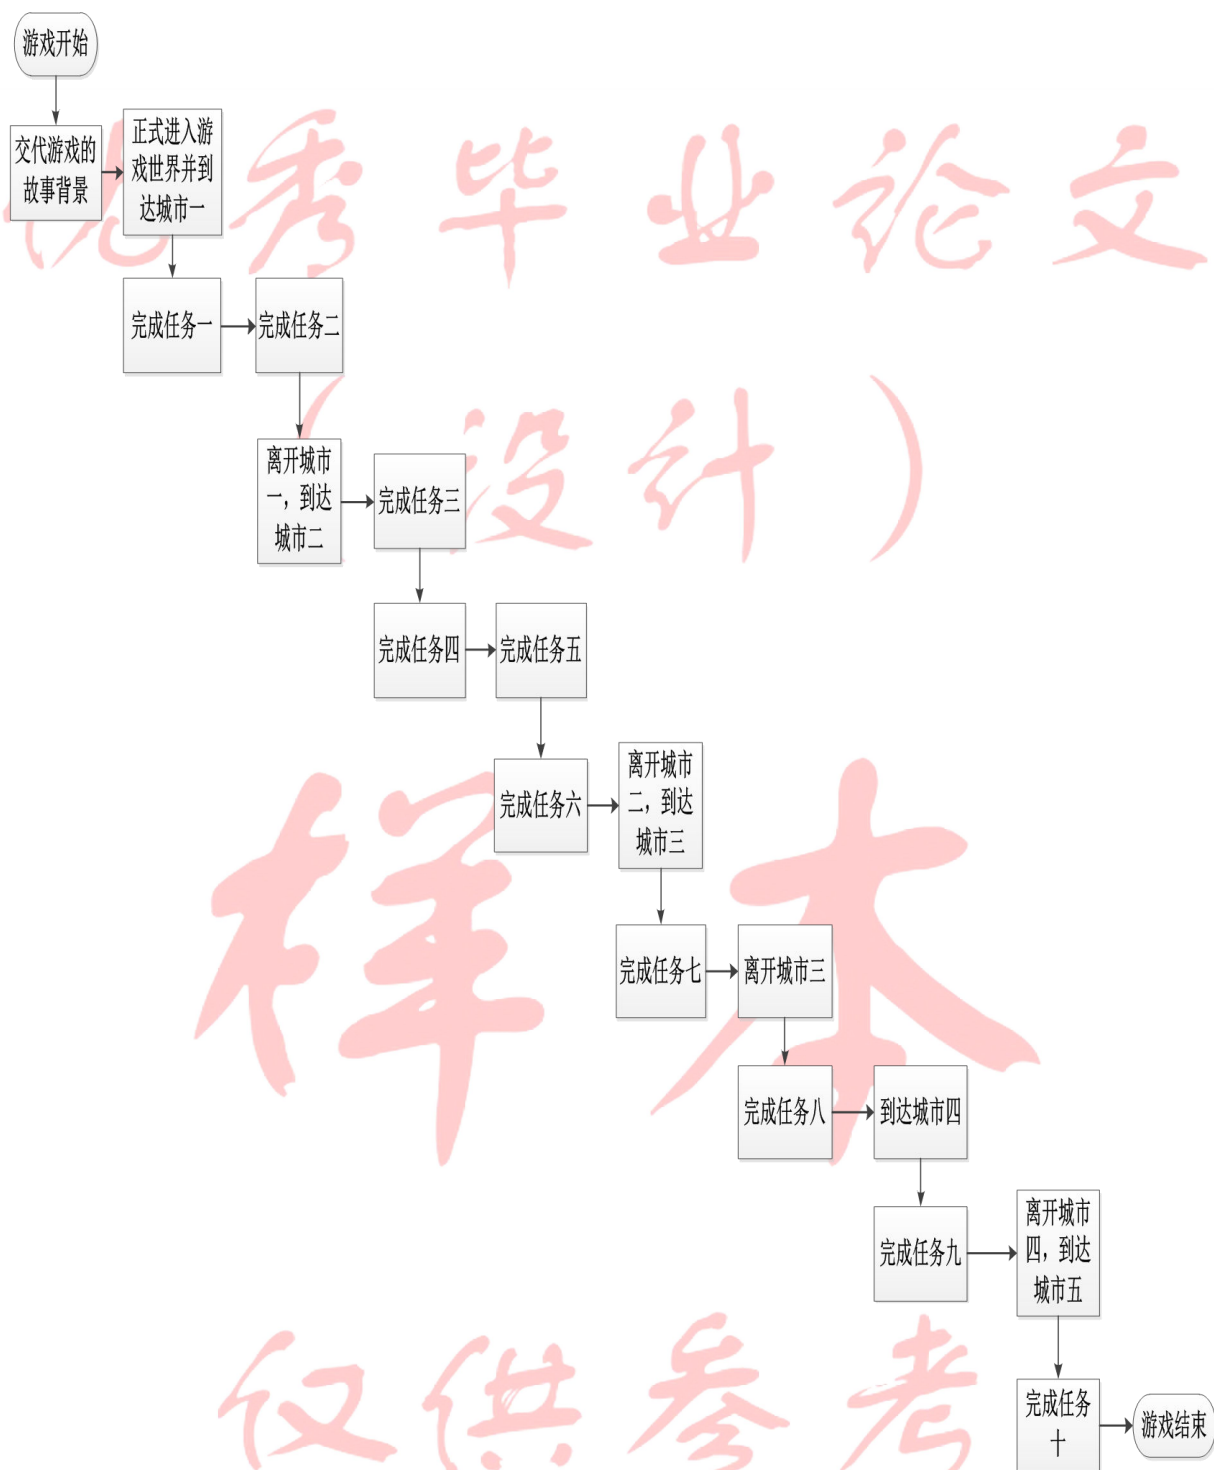 游戏开始
交代游戏的
故事背景
正式进入游
戏世界并到
达城市一
优秀毕业论文
完成任务一
完成任务二
（设计）
离开城市
一，到达
城市二
完成任务三
完成任务四
完成任务五
完成任务六
离开城市
二，到达
城市三
样本
完成任务七
离开城市三
完成任务八
到达城市四
完成任务九
离开城市
四，到达
城市五
仅供参考
完成任务
十
游戏结束